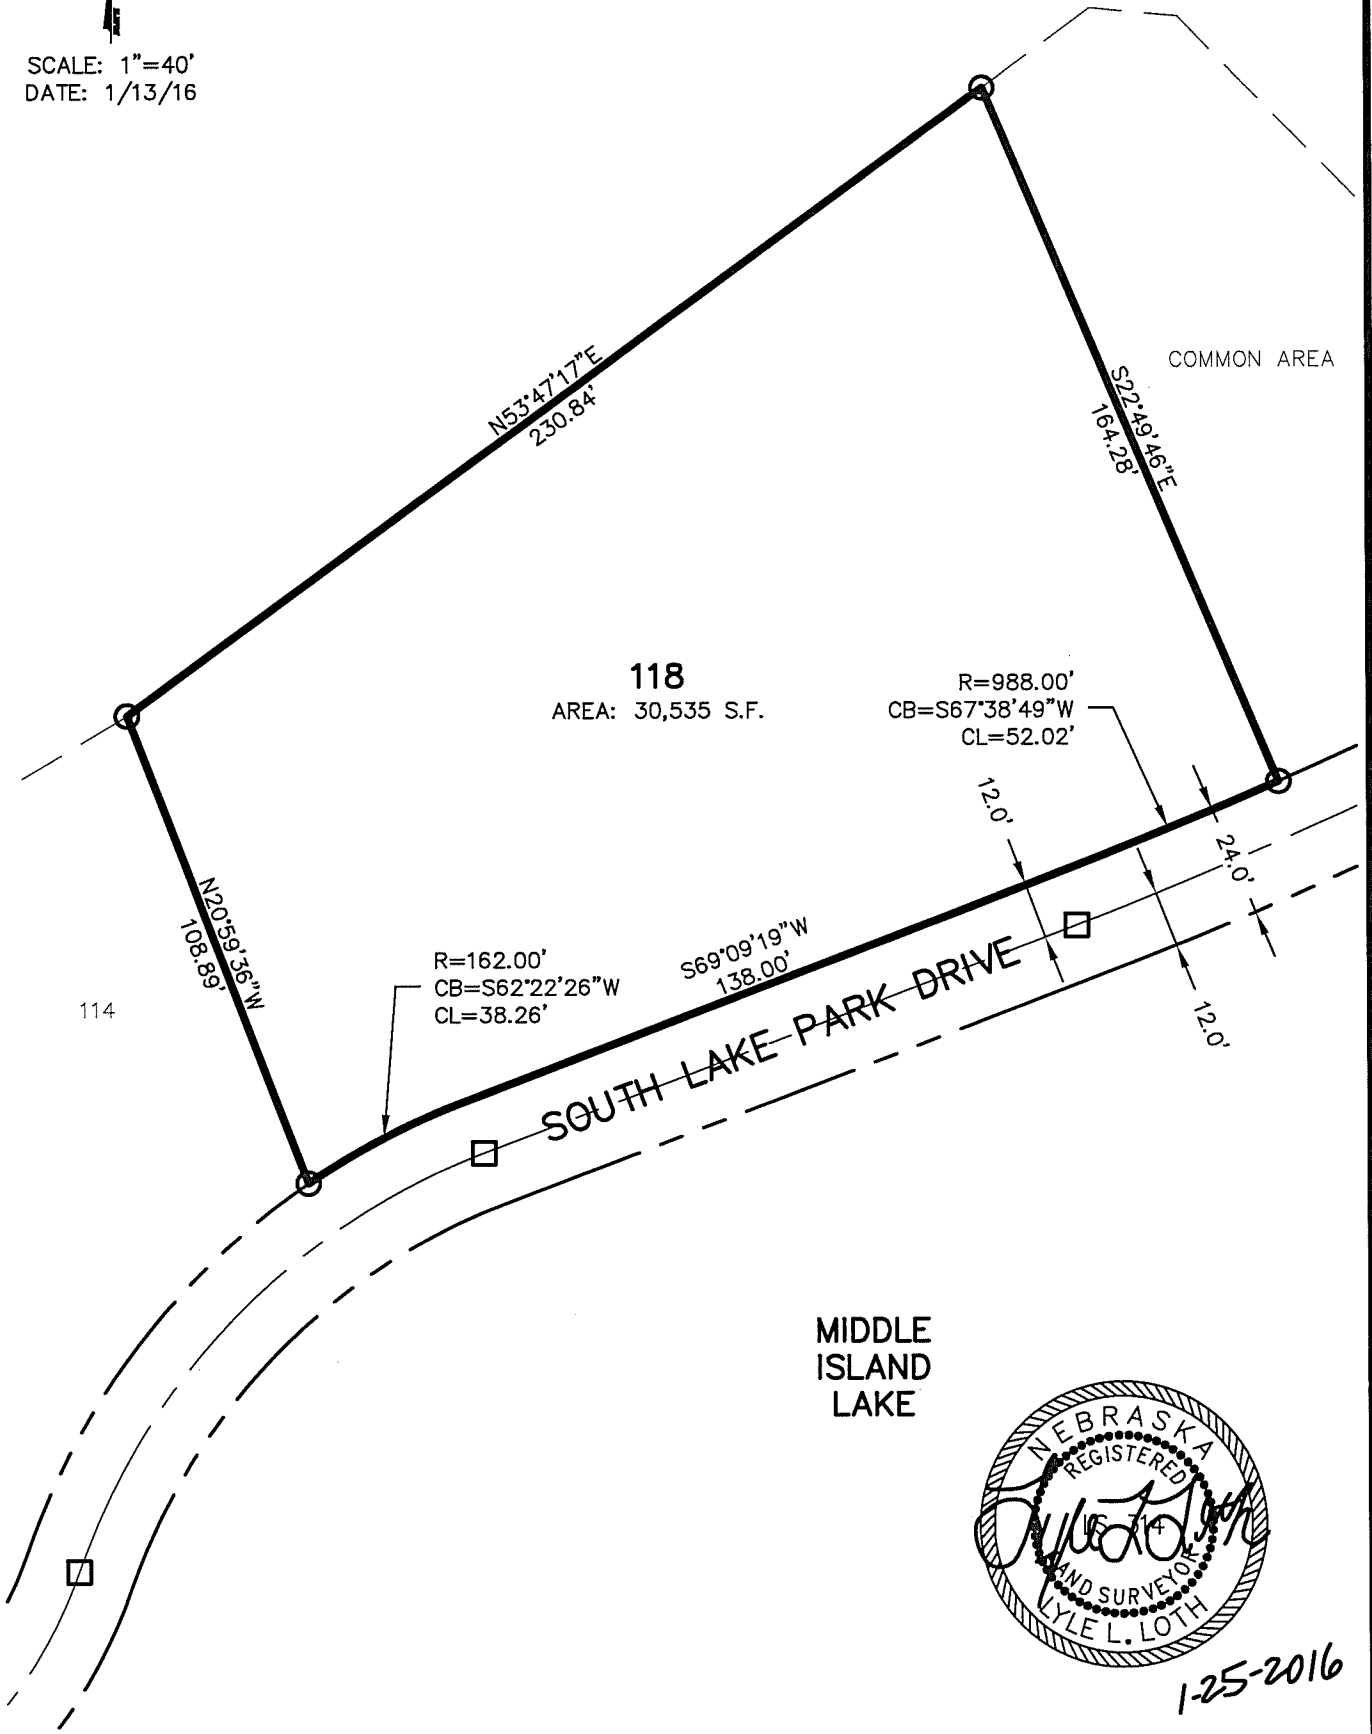 SCALE: 1"=40'
DATE: 1/13/16
N53°47'17"E
230.84'
COMMON AREA
S22°49'46"E
164.28'
118
AREA: 30,535 S.F.
R=988.00'
CB=S67°38'49"W
CL=52.02'
12.0'
24.0'
N20°59'36"W
108.89'
S69°09'19"W
138.00'
R=162.00'
CB=S62°22'26"W
CL=38.26'
114
12.0'
SOUTH LAKE PARK DRIVE
MIDDLE
ISLAND
LAKE
NEBRASKA
REGISTERED
LS-314
LAND SURVEYOR
LYLE L. LOTH
1-25-2016